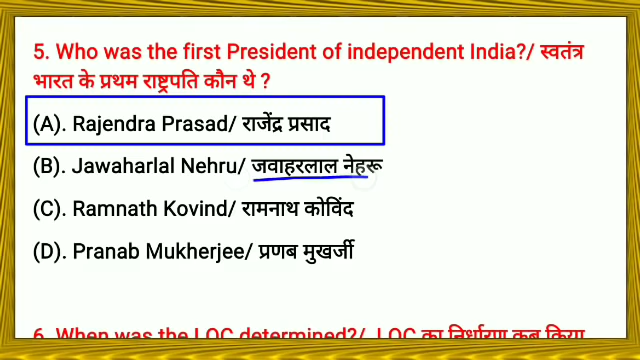 5. Who was the first President of independent India?/ स्वतंत्र
भारत के प्रथम राष्ट्रपति कौन थे ?
(A). Rajendra Prasad/ राजेंद्र प्रसाद
(B). Jawaharlal Nehru/ जवाहरलाल नेहरू
(C). Ramnath Kovind/ रामनाथ कोविंद
(D). Pranab Mukherjee/ प्रणब मुखर्जी
6. When was the LOC determined?/ LOC का निर्धारण कब किया